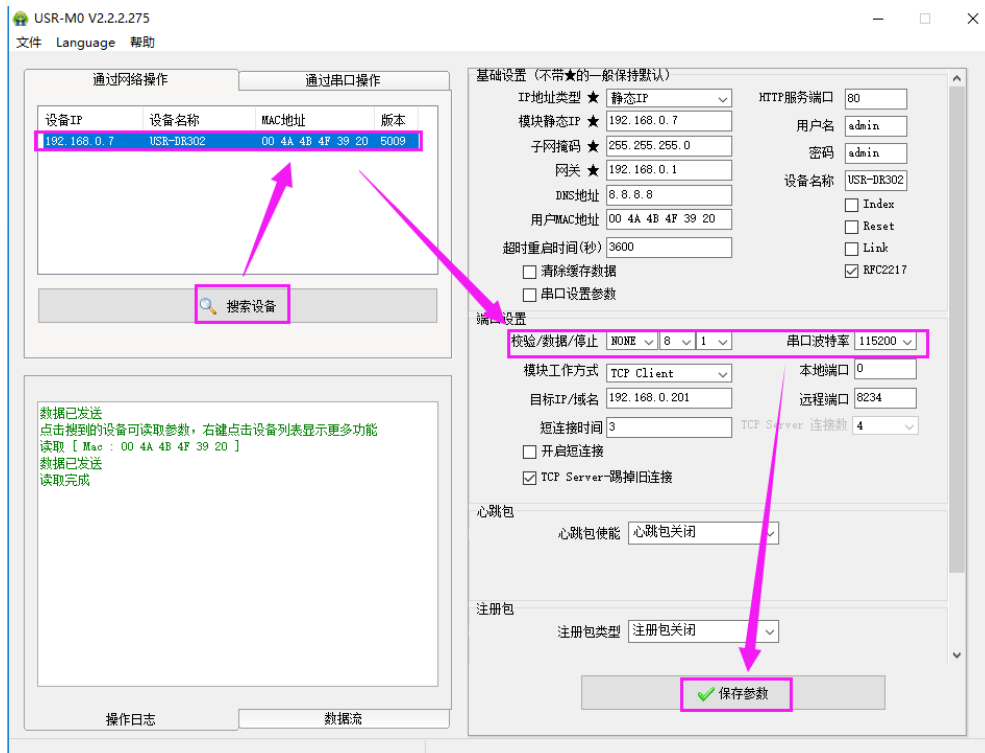 USR-M0 V2.2.2.275
文件 Language 帮助
通过网络操作 通过串口操作
设备IP 设备名称 MAC地址 版本
192.168.0.7 USR-DR302 00 4A 4B 4F 39 20 5009
搜索设备
数据已发送
点击搜到的设备可读取参数，右键点击设备列表显示更多功能
读取 [ Mac : 00 4A 4B 4F 39 20 ]
数据已发送
读取完成
操作日志 数据流
基础设置（不带★的一般保持默认）
IP地址类型 ★ 静态IP HTTP服务端口 80
模块静态IP ★ 192.168.0.7 用户名 admin
子网掩码 ★ 255.255.255.0 密码 admin
网关 ★ 192.168.0.1 设备名称 USR-DR302
DNS地址 8.8.8.8 Index
用户MAC地址 00 4A 4B 4F 39 20 Reset
超时重启时间(秒) 3600 Link
清除缓存数据 RFC2217
串口设置参数
端口设置
校验/数据/停止 NONE 8 1 串口波特率 115200
模块工作方式 TCP Client 本地端口 0
目标IP/域名 192.168.0.201 远程端口 8234
短连接时间 3 TCP Server 连接数 4
开启短连接
TCP Server-踢掉旧连接
心跳包
心跳包使能 心跳包关闭
注册包
注册包类型 注册包关闭
保存参数